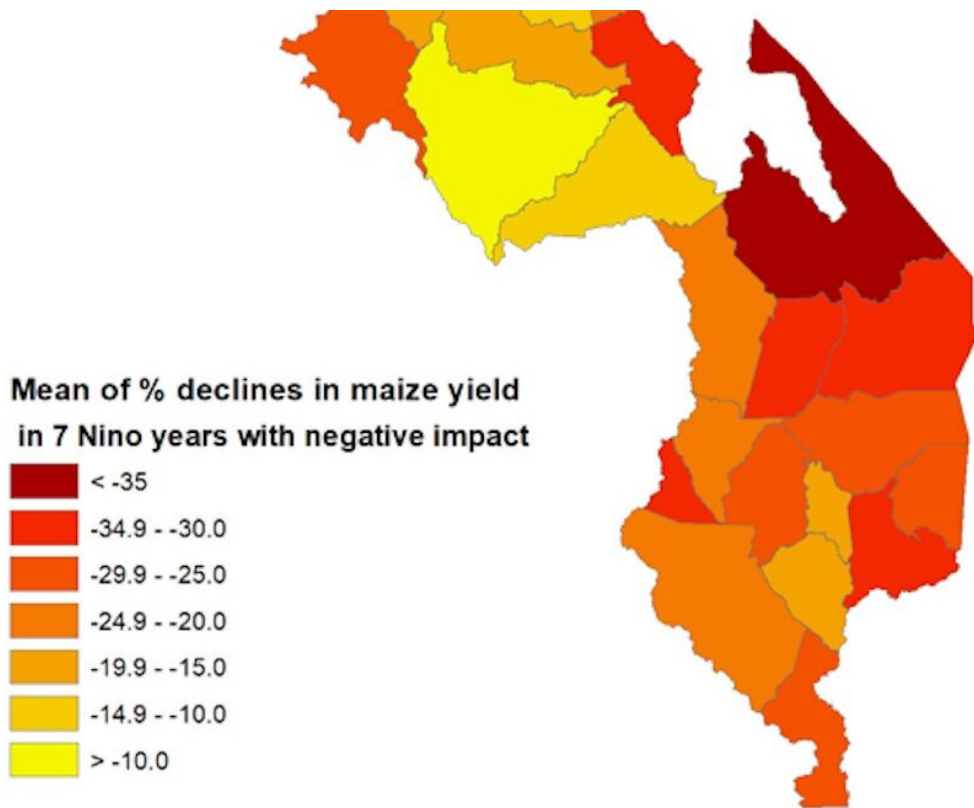 Mean of % declines in maize yield
in 7 Nino years with negative impact
< -35
-34.9 - -30.0
-29.9 - -25.0
-24.9 - -20.0
-19.9 - -15.0
-14.9 - -10.0
> -10.0